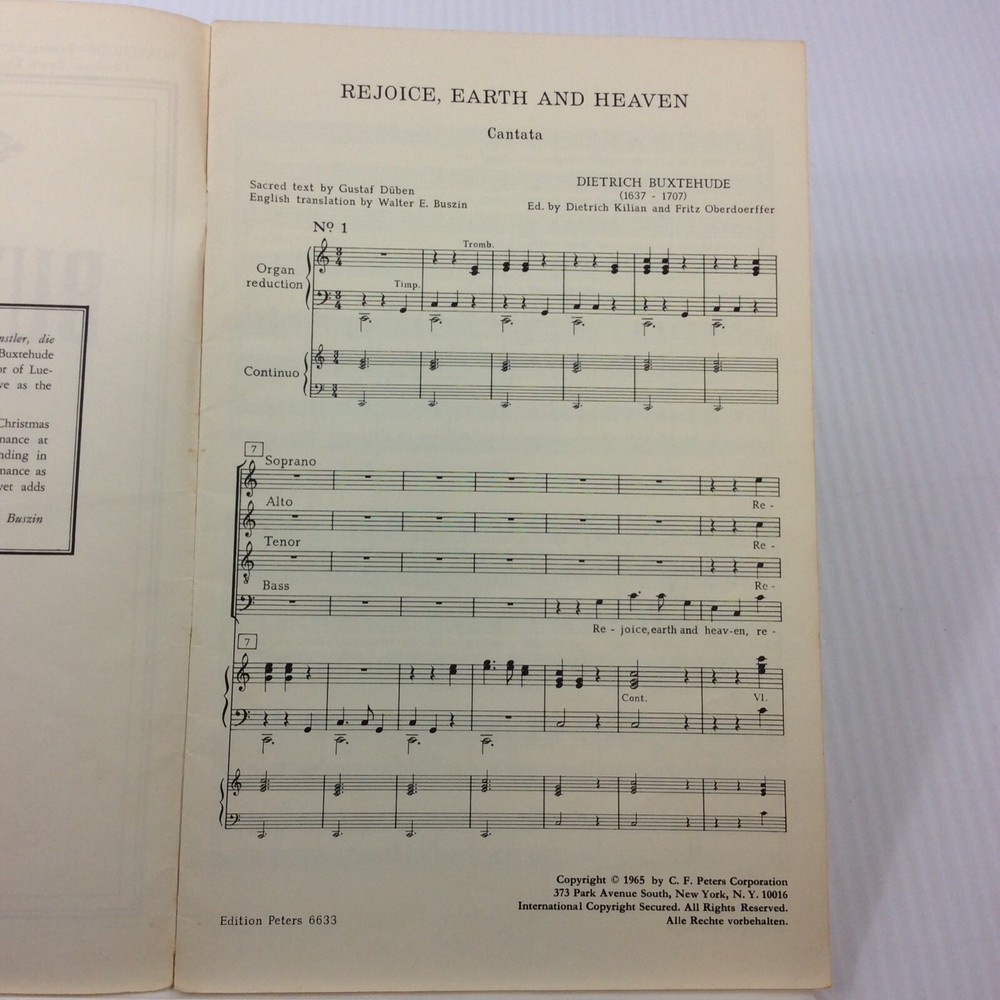 nstler, die
Buxtehude
or of Lue-
ve as the
Christmas
nance at
nding in
nance as
vet adds
Buszin
REJOICE, EARTH AND HEAVEN
Cantata
Sacred text by Gustaf Düben
English translation by Walter E. Buszin
DIETRICH BUXTEHUDE
(1637 - 1707)
Ed. by Dietrich Kilian and Fritz Oberdoerffer
Nº 1
Tromb.
Organ
reduction
Timp.
Continuo
7
Soprano
Re -
Alto
Re -
Tenor
Re -
Bass
Re - joice, earth and heav-en, re -
7
Cont. Vl.
Copyright © 1965 by C. F. Peters Corporation
373 Park Avenue South, New York, N. Y. 10016
International Copyright Secured. All Rights Reserved.
Alle Rechte vorbehalten.
Edition Peters 6633